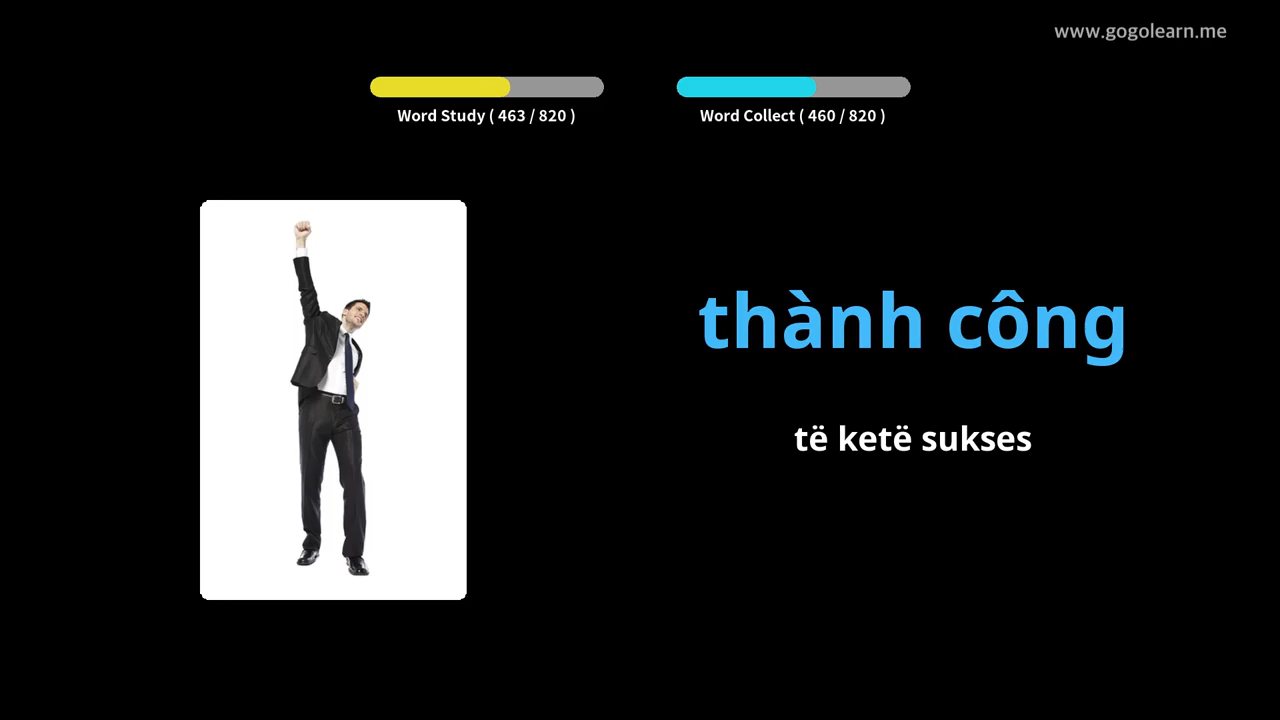 www.gogolearn.me
Word Study ( 463 / 820 )
Word Collect ( 460 / 820 )
thành công
të ketë sukses